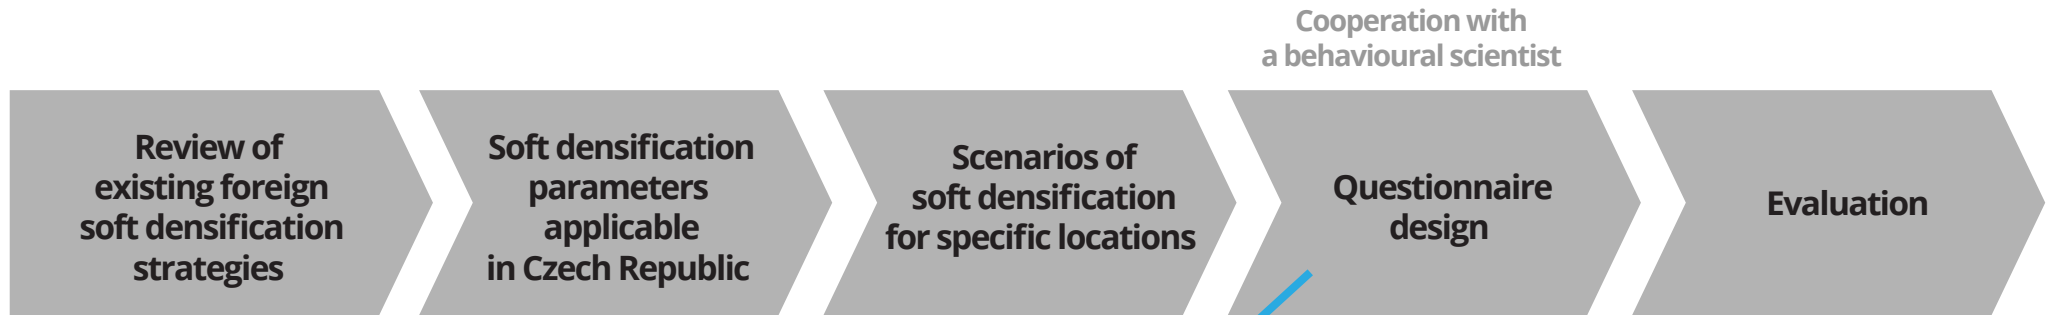 Cooperation with
a behavioural scientist
Review of
existing foreign
soft densification
strategies
Soft densification
parameters
applicable
in Czech Republic
Scenarios of
soft densification
for specific locations
Questionnaire
design
Evaluation